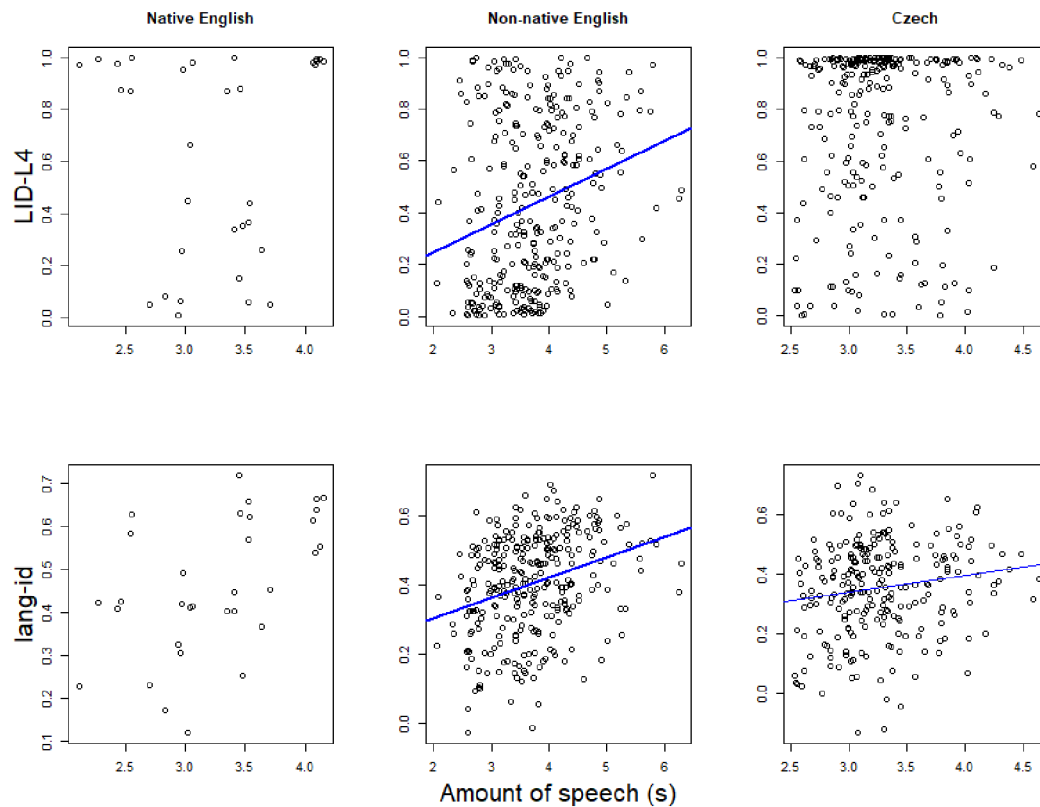 Native English Non-native English Czech
LID-L4
1.0 1.0 1.0
0.8 0.8 0.8
0.6 0.6 0.6
0.4 0.4 0.4
0.2 0.2 0.2
0.0 0.0 0.0
2.5 3.0 3.5 4.0 2 3 4 5 6 2.5 3.0 3.5 4.0 4.5
lang-id
0.7
0.6 0.6 0.6
0.5
0.4 0.4 0.4
0.3
0.2 0.2 0.2
0.1 0.0 0.0
2.5 3.0 3.5 4.0 2 3 4 5 6 2.5 3.0 3.5 4.0 4.5
Amount of speech (s)